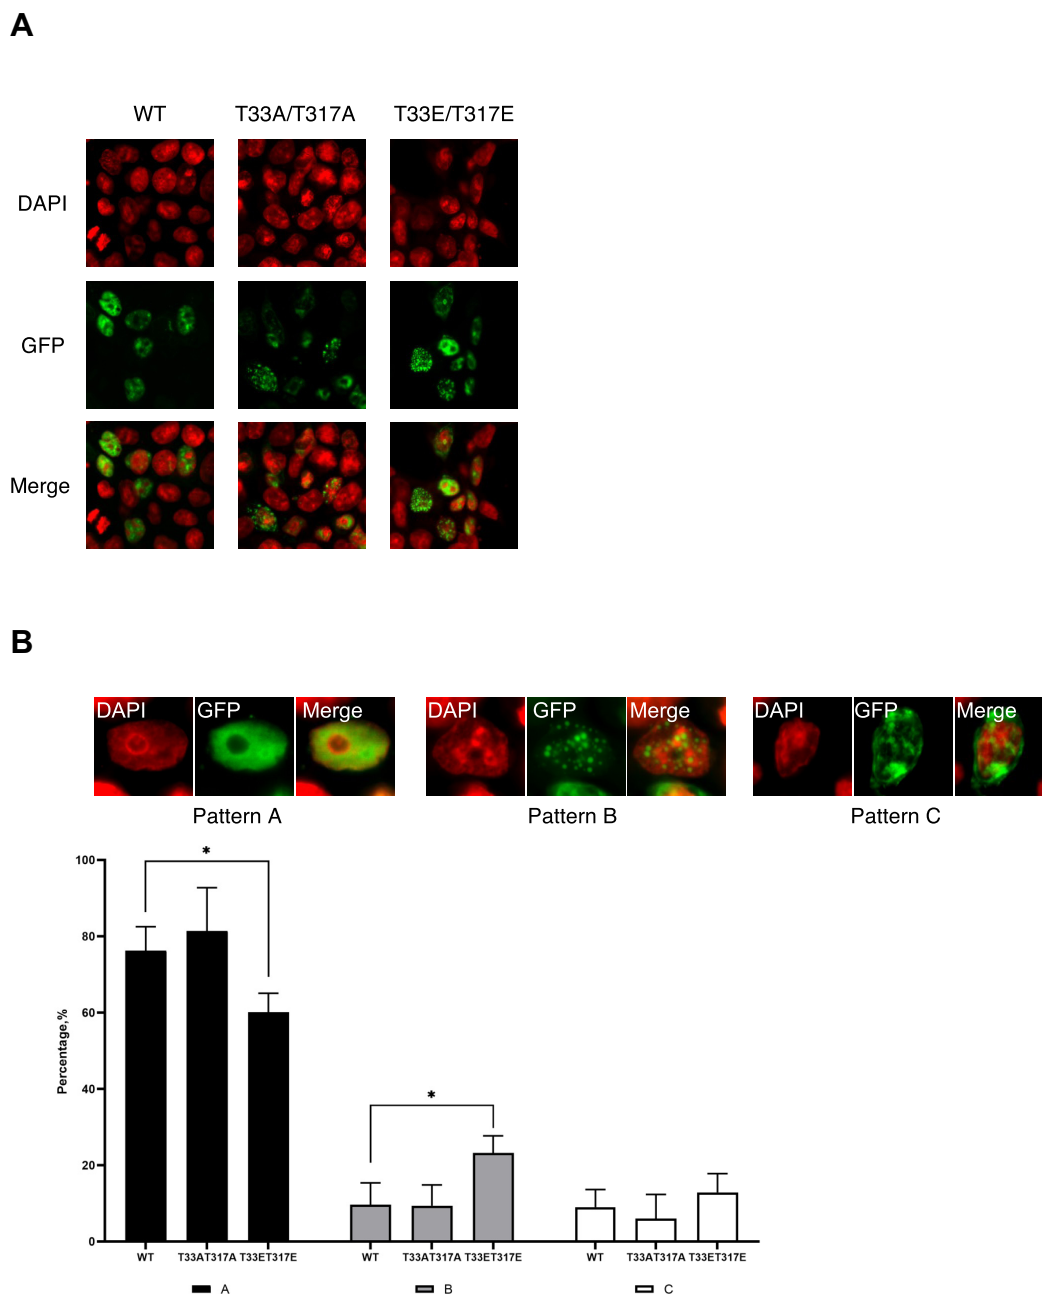 A
WT T33A/T317A T33E/T317E
DAPI
GFP
Merge
B
DAPI GFP Merge DAPI GFP Merge DAPI GFP Merge
Pattern A Pattern B Pattern C
100
80
60
40
20
0
Percentage,%
*
*
WT T33AT317A T33ET317E WT T33AT317A T33ET317E WT T33AT317A T33ET317E
A B C